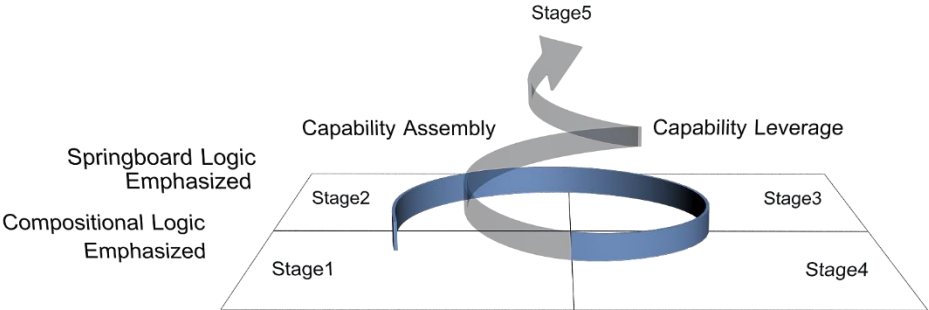 Stage5
Capability Assembly
Capability Leverage
Springboard Logic
Emphasized
Stage2
Stage3
Compositional Logic
Emphasized
Stage1
Stage4